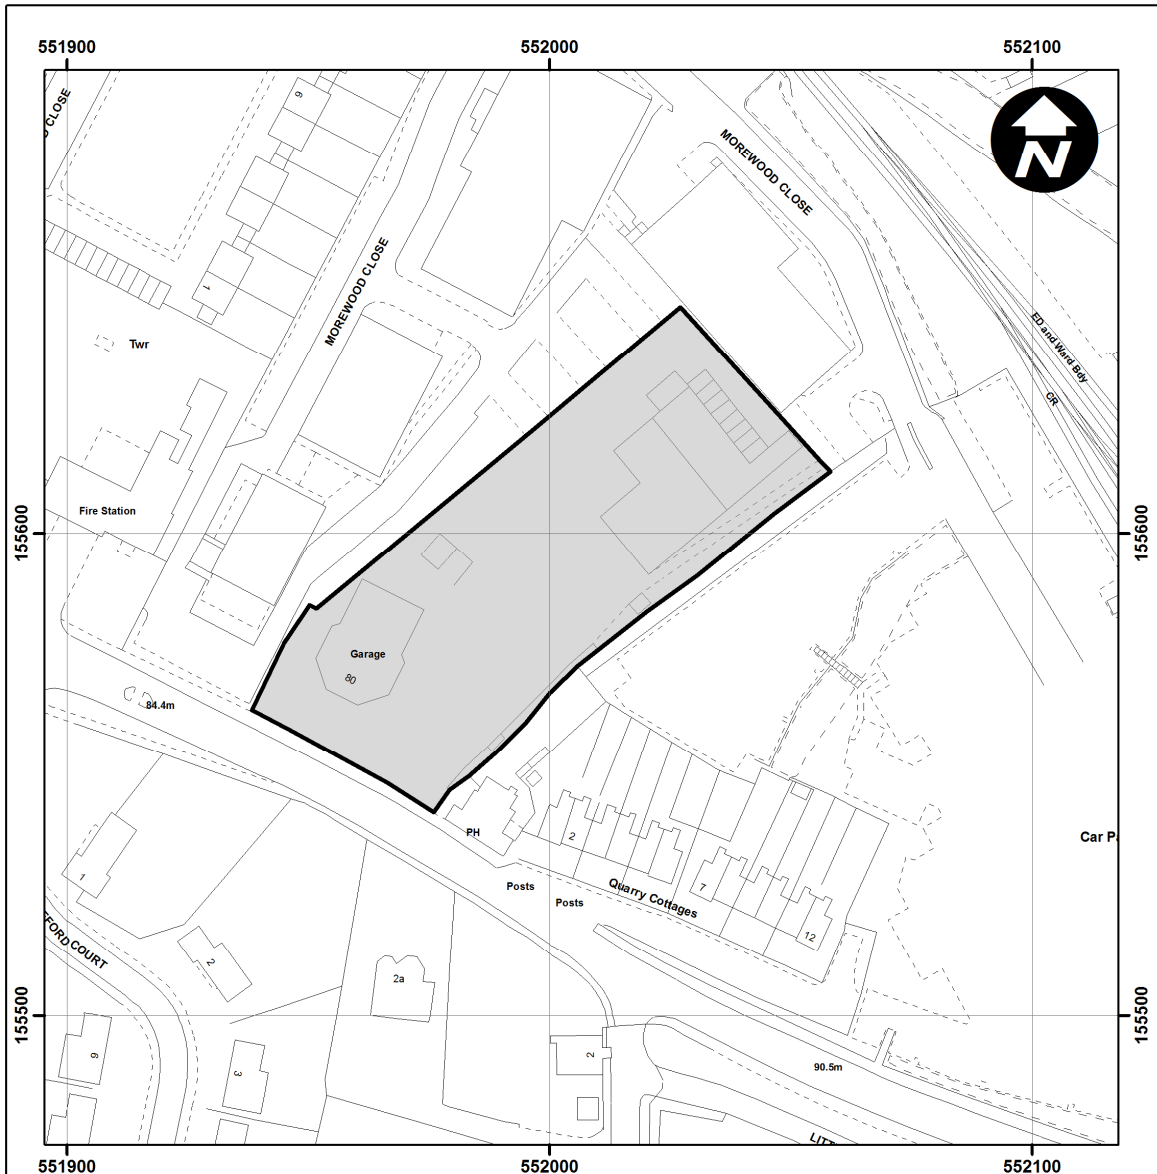 551900
552000
552100
CLOSE
9
MOREWOOD CLOSE
N
1
MOREWOOD CLOSE
Twr
ED and Ward Bdy
CR
Fire Station
155600
155600
Garage
80
84.4m
PH
2
Car P
1
Posts
Quarry Cottages
7
Posts
12
FFORD COURT
2
2a
155500
155500
9
3
2
90.5m
LITT
551900
552000
552100